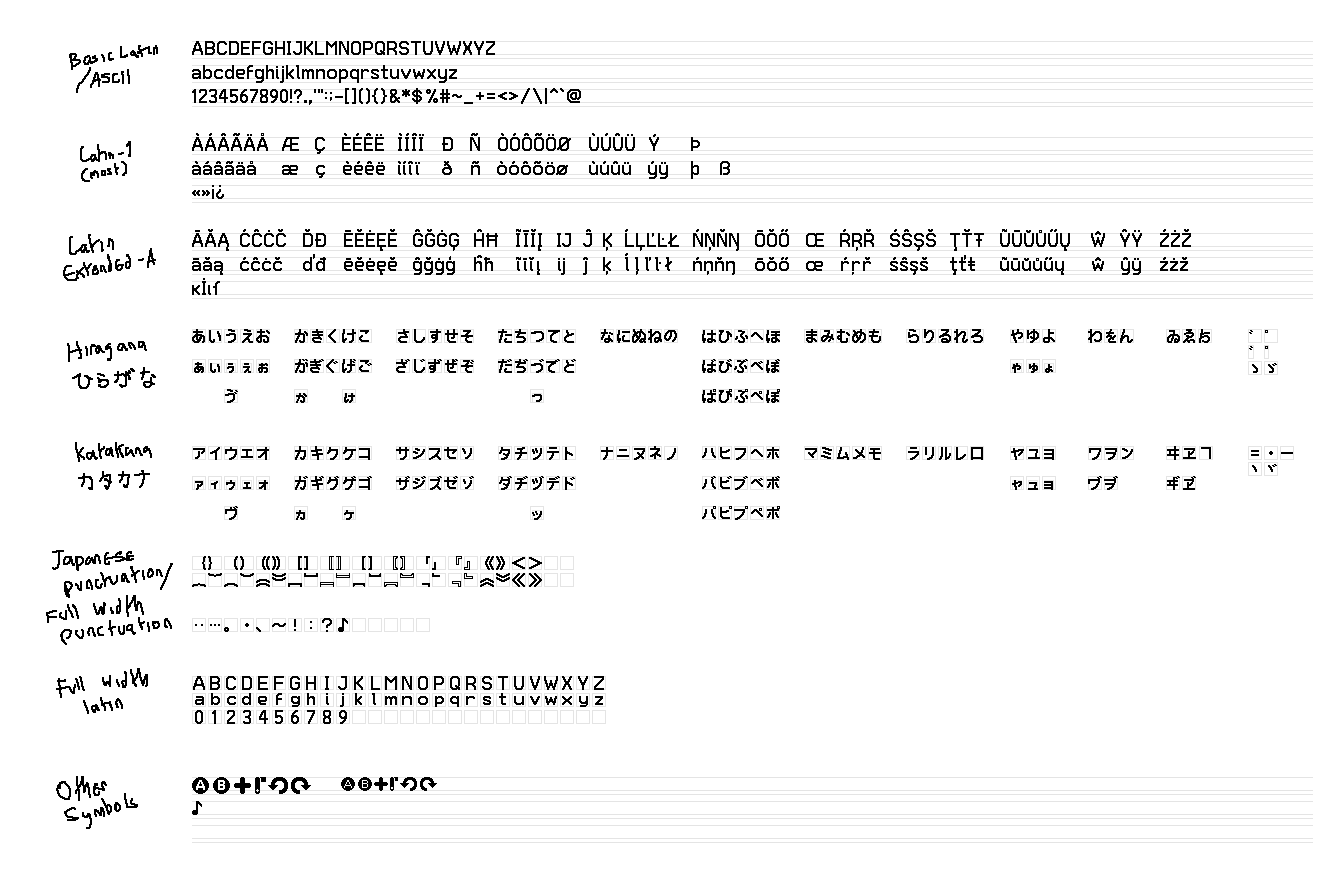 Basic Latin
/ASCII
ABCDEFGHIJKLMNOPQRSTUVWXYZ
abcdefghijklmnopqrstuvwxyz
1234567890!?.,'":;-[](){}&*$%#~_+=<>/\|^`@
Latin-1
(most)
ÀÁÂÃÄÅ Æ Ç ÈÉÊË ÌÍÎÏ Ð Ñ ÒÓÔÕÖØ ÙÚÛÜ Ý Þ
àáâãäå æ ç èéêë ìíîï ð ñ òóôõöø ùúûü ýÿ þ ß
«»¡¿
Latin
Extended-A
ĀĂĄ ĆĈĊČ ĎĐ ĒĔĖĘĚ ĜĞĠĢ ĤĦ ĨĪĬĮ IJ Ĵ Ķ ĹĻĽĿŁ ŃŅŇŊ ŌŎŐ Œ ŔŖŘ ŚŜŞŠ ŢŤŦ ŨŪŬŮŰŲ Ŵ ŶŸ ŹŻŽ
āăą ćĉċč ďđ ēĕėęě ĝğġģ ĥħ ĩīĭį ij ĵ ķ ĺļľŀł ńņňŋ ōŏő œ ŕŗř śŝşš ţťŧ ũūŭůűų ŵ ŷÿ źżž
ĸİıſ
Hiragana
ひらがな
あいうえお かきくけこ さしすせそ たちつてと なにぬねの はひふへほ まみむめも らりるれろ やゆよ わをん ゐゑゟ ゛゜
ぁぃぅぇぉ がぎぐげご ざじずぜぞ だぢづでど ばびぶべぼ ゃゅょ ゝゞ
ゔ ゕ ゖ っ ぱぴぷぺぽ
Katakana
カタカナ
アイウエオ カキクケコ サシスセソ タチツテト ナニヌネノ ハヒフヘホ マミムメモ ラリルレロ ヤユヨ ワヲン ヰヱヿ ゠・ー
ァィゥェォ ガギグゲゴ ザジズゼゾ ダヂヅデド バビブベボ ャュョ ヷヺ ヸヹ ヽヾ
ヴ ヵ ヶ ッ パピプペポ
Japanese
punctuation/
Full Width
punctuation
｛｝ （） ⦅⦆ ［］ 〚〛 〔〕 〘〙 「」 『』 《》 〈〉
︷︸ ︵︶ ﹇﹈ ︹︺ ﹁﹂ ﹃﹄ ︽︾ 《》
‥…。・、～！：？♪
Full Width
latin
ＡＢＣＤＥＦＧＨＩＪＫＬＭＮＯＰＱＲＳＴＵＶＷＸＹＺ
ａｂｃｄｅｆｇｈｉｊｋｌｍｎｏｐｑｒｓｔｕｖｗｘｙｚ
０１２３４５６７８９
Other
Symbols
🅐🅑✚ 🅐🅑✚
♪